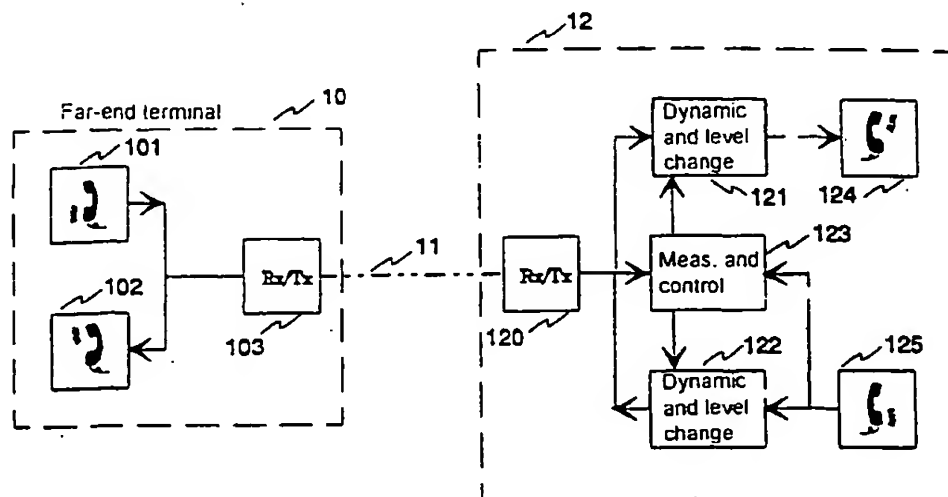 12
Far-end terminal
10
101
102
Rx/Tx
103
11
Rx/Tx
120
Dynamic
and level
change
121
124
Meas. and
control
123
122
Dynamic
and level
change
125